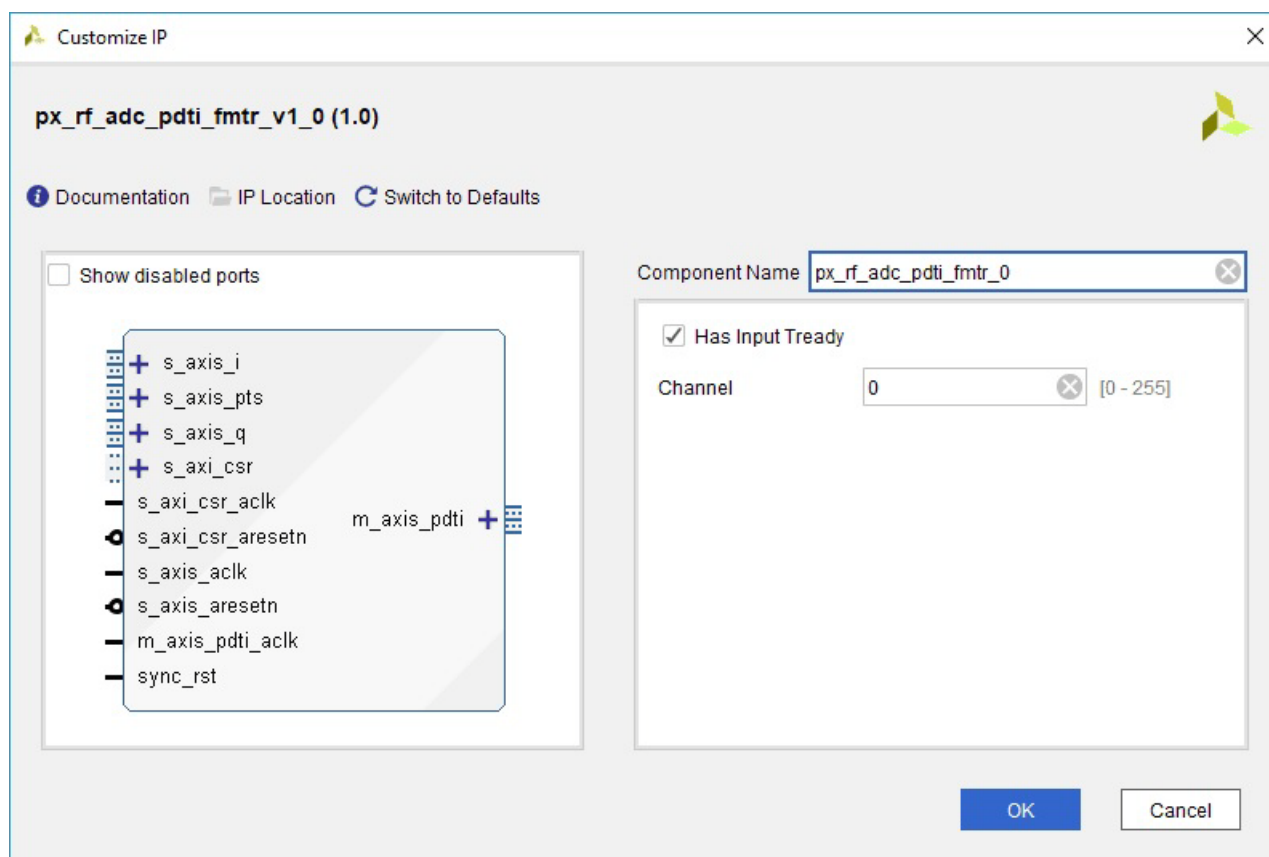 Customize IP
px_rf_adc_pdti_fmtr_v1_0 (1.0)
Documentation IP Location Switch to Defaults
Show disabled ports
s_axis_i
s_axis_pts
s_axis_q
s_axi_csr
s_axi_csr_aclk
s_axi_csr_aresetn
s_axis_aclk
s_axis_aresetn
m_axis_pdti_aclk
sync_rst
m_axis_pdti
Component Name px_rf_adc_pdti_fmtr_0
Has Input Tready
Channel 0 [0 - 255]
OK Cancel